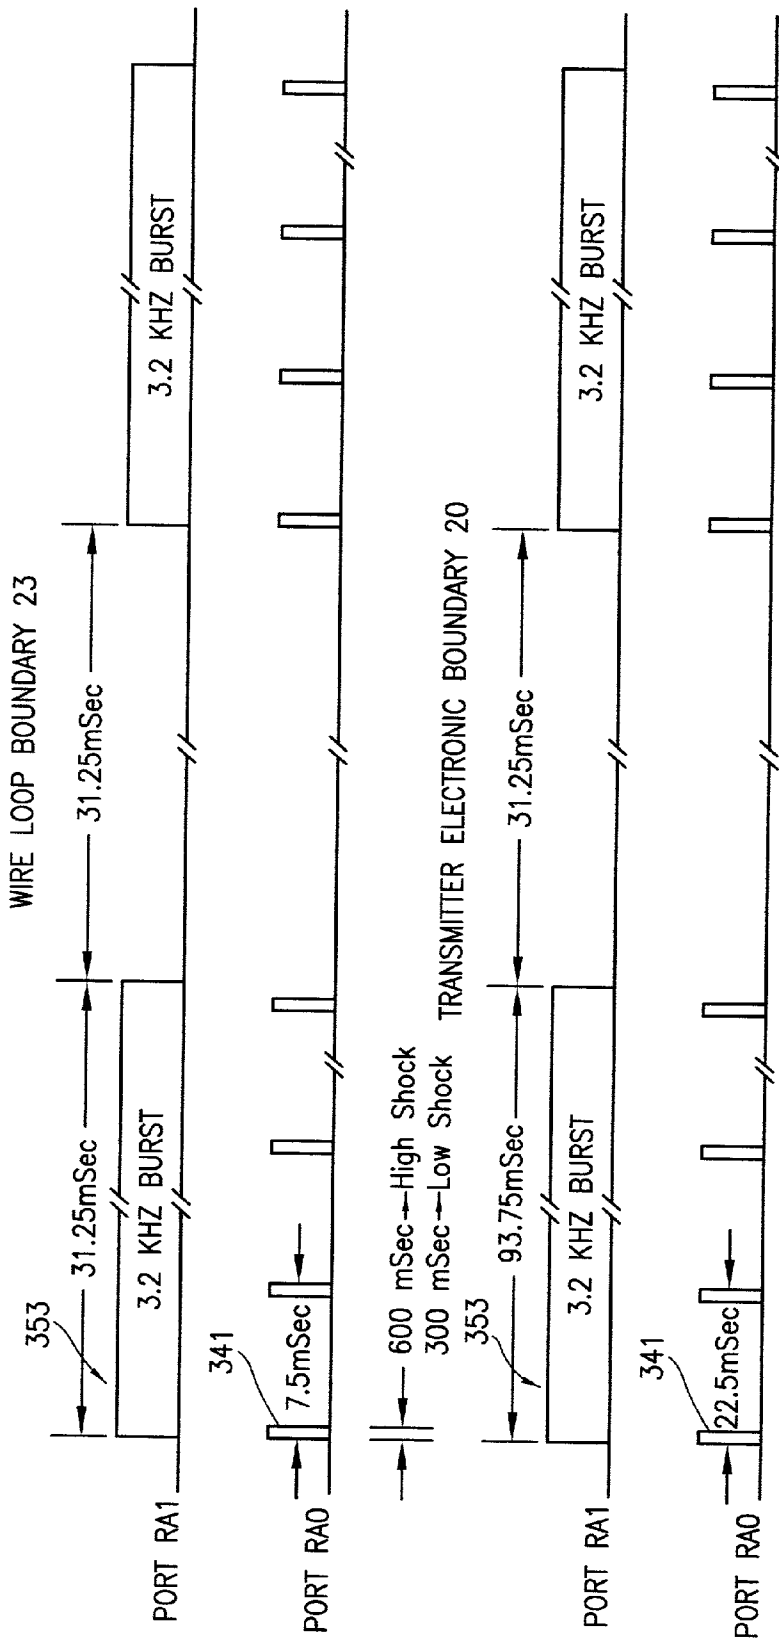 WIRE LOOP BOUNDARY 23
353
31.25mSec
31.25mSec
PORT RA1
3.2 KHZ BURST
3.2 KHZ BURST
341
7.5mSec
PORT RA0
600 mSec→High Shock
300 mSec→Low Shock
TRANSMITTER ELECTRONIC BOUNDARY 20
353
93.75mSec
31.25mSec
PORT RA1
3.2 KHZ BURST
3.2 KHZ BURST
341
22.5mSec
PORT RA0